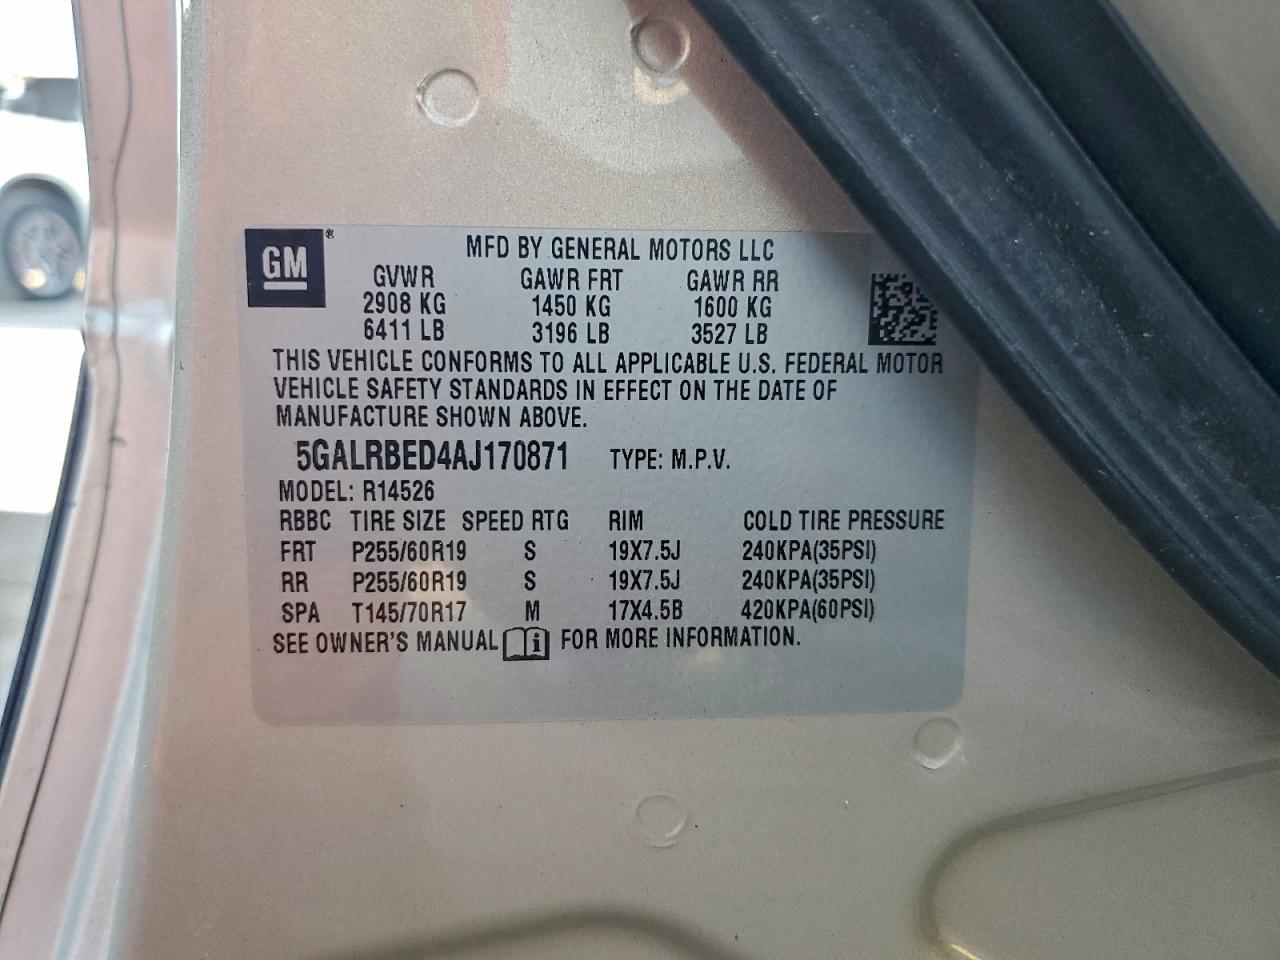 GM®
MFD BY GENERAL MOTORS LLC
GVWR GAWR FRT GAWR RR
2908 KG 1450 KG 1600 KG
6411 LB 3196 LB 3527 LB
THIS VEHICLE CONFORMS TO ALL APPLICABLE U.S. FEDERAL MOTOR
VEHICLE SAFETY STANDARDS IN EFFECT ON THE DATE OF
MANUFACTURE SHOWN ABOVE.
5GALRBED4AJ170871 TYPE: M.P.V.
MODEL: R14526
RBBC TIRE SIZE SPEED RTG RIM COLD TIRE PRESSURE
FRT P255/60R19 S 19X7.5J 240KPA(35PSI)
RR P255/60R19 S 19X7.5J 240KPA(35PSI)
SPA T145/70R17 M 17X4.5B 420KPA(60PSI)
SEE OWNER'S MANUAL i FOR MORE INFORMATION.